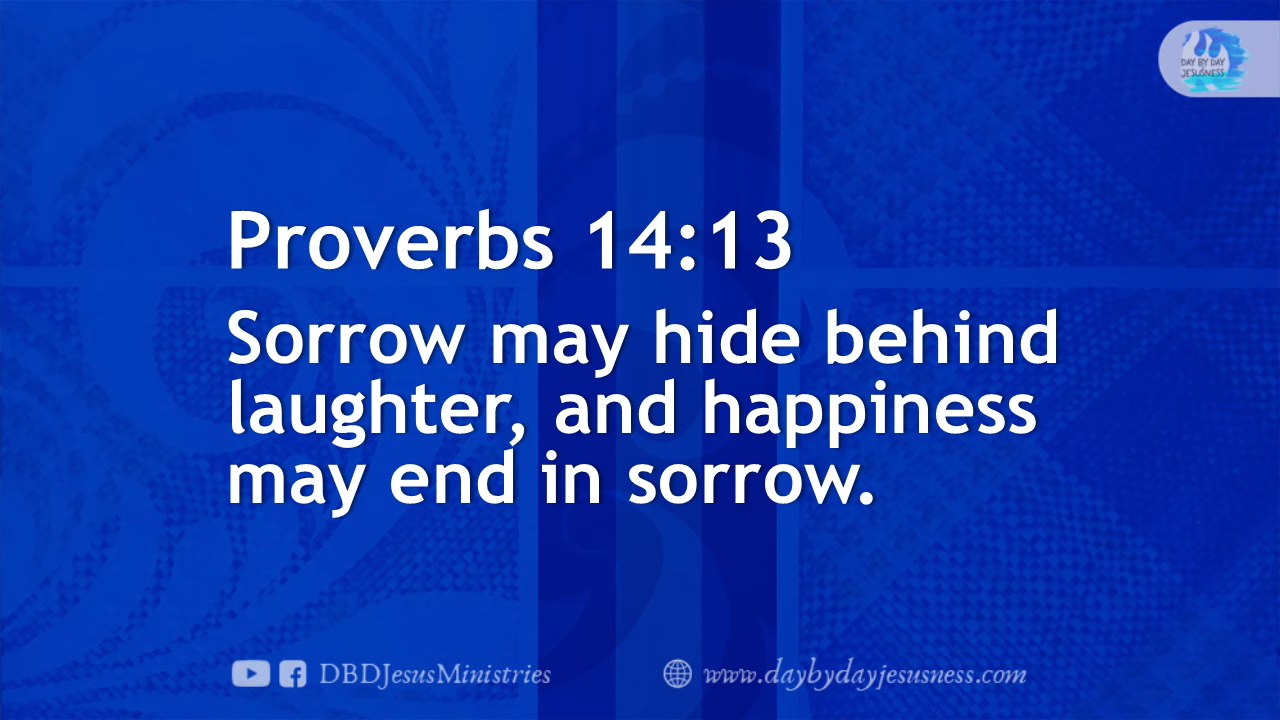 DAY BY DAY
JESUSNESS
Proverbs 14:13
Sorrow may hide behind
laughter, and happiness
may end in sorrow.
DBDJesusMinistries
www.daybydayjesusness.com